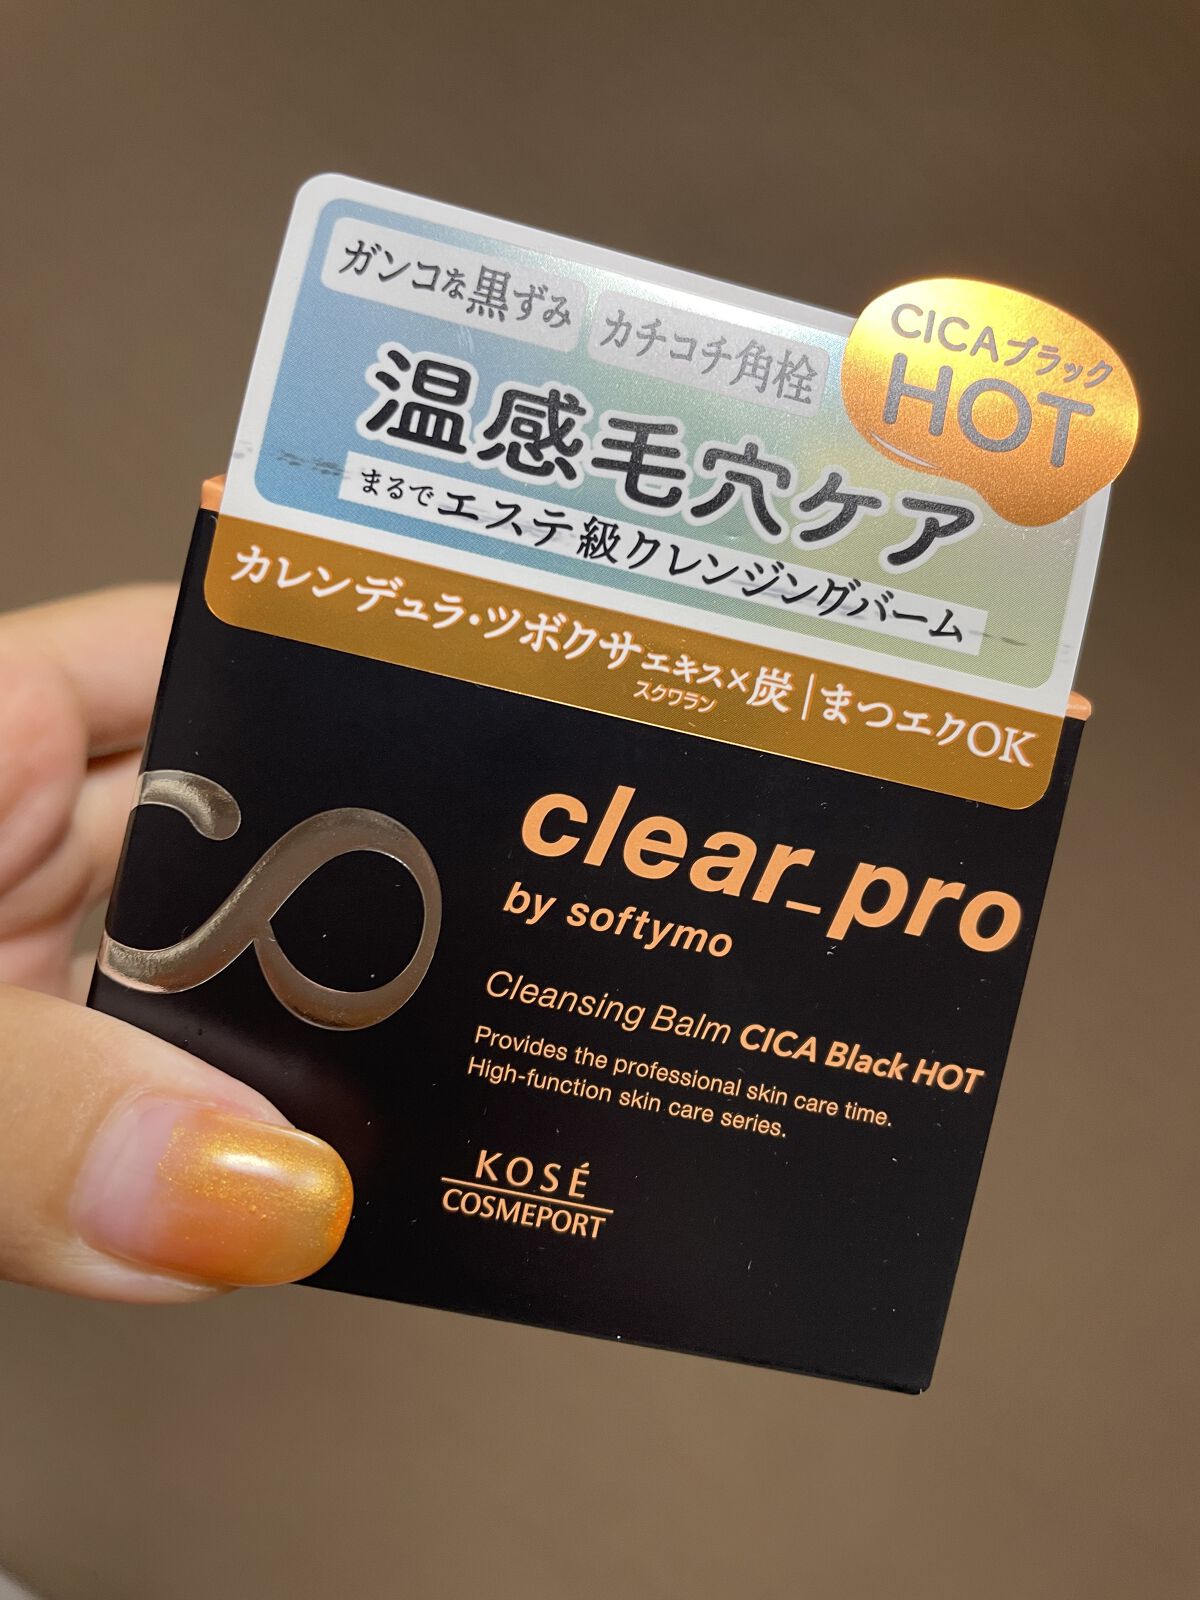 ガンコな黒ずみ カチコチ角栓
CICAブラック
HOT
温感毛穴ケア
まるでエステ級クレンジングバーム
カレンデュラ・ツボクサエキス×炭|まつエクOK
スクワラン
clear_pro
by softymo
Cleansing Balm CICA Black HOT
Provides the professional skin care time.
High-function skin care series.
KOSÉ
COSMEPORT